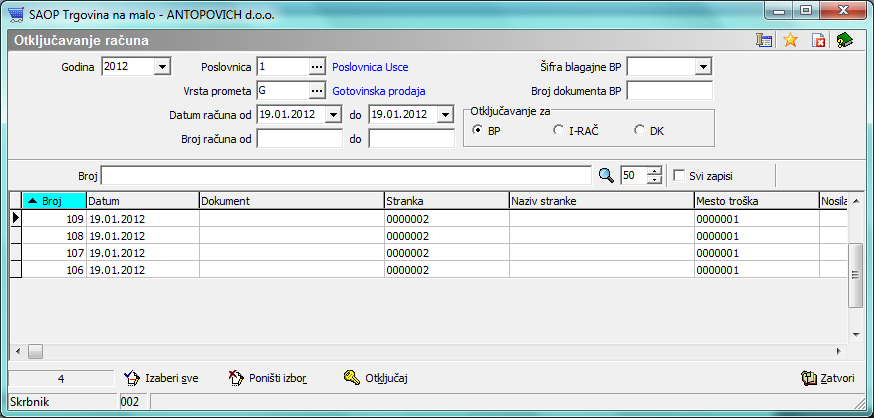 SAOP Trgovina na malo - ANTOPOVICH d.o.o.
Otključavanje računa
Godina 2012 Poslovnica 1 ... Poslovnica Usce Šifra blagajne BP
Vrsta prometa G ... Gotovinska prodaja Broj dokumenta BP
Datum računa od 19.01.2012 do 19.01.2012 Otključavanje za
Broj računa od do BP I-RAČ DK
Broj 50 Svi zapisi
Broj Datum Dokument Stranka Naziv stranke Mesto troška Nosila
109 19.01.2012 0000002 0000001
108 19.01.2012 0000002 0000001
107 19.01.2012 0000002 0000001
106 19.01.2012 0000002 0000001
4 Izaberi sve Poništi izbor Otključaj Zatvori
Skrbnik 002